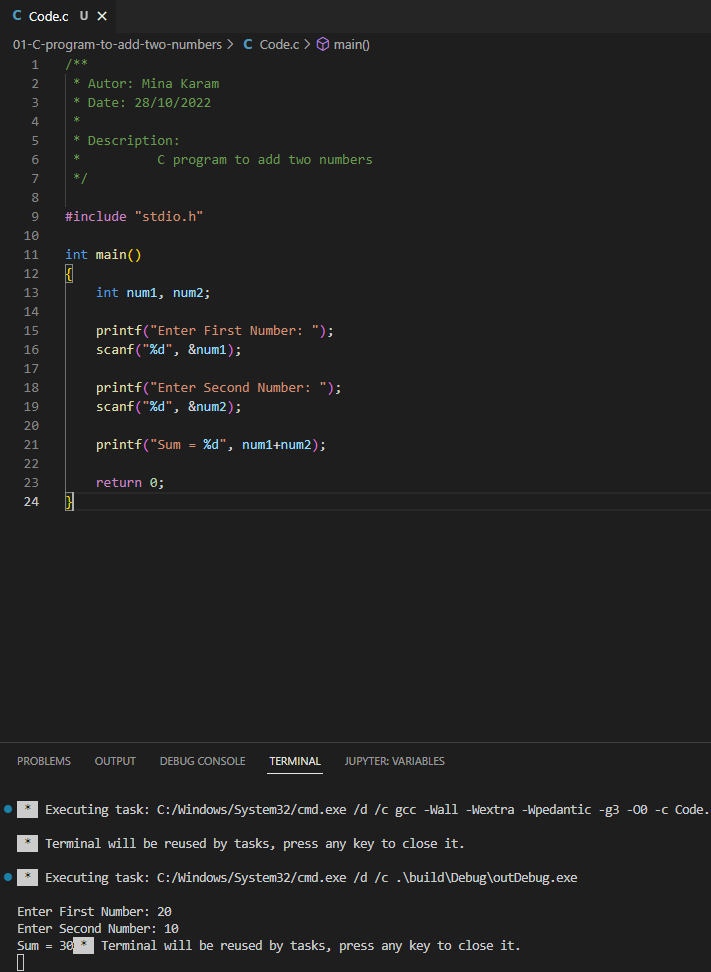 C Code.c U ×
01-C-program-to-add-two-numbers > C Code.c > main()
1 /**
2 * Autor: Mina Karam
3 * Date: 28/10/2022
4 *
5 * Description:
6 * C program to add two numbers
7 */
8
9 #include "stdio.h"
10
11 int main()
12 {
13 int num1, num2;
14
15 printf("Enter First Number: ");
16 scanf("%d", &num1);
17
18 printf("Enter Second Number: ");
19 scanf("%d", &num2);
20
21 printf("Sum = %d", num1+num2);
22
23 return 0;
24 }
PROBLEMS OUTPUT DEBUG CONSOLE TERMINAL JUPYTER: VARIABLES
* Executing task: C:/Windows/System32/cmd.exe /d /c gcc -Wall -Wextra -Wpedantic -g3 -O0 -c Code.
* Terminal will be reused by tasks, press any key to close it.
* Executing task: C:/Windows/System32/cmd.exe /d /c .\build\Debug\outDebug.exe
Enter First Number: 20
Enter Second Number: 10
Sum = 30 * Terminal will be reused by tasks, press any key to close it.